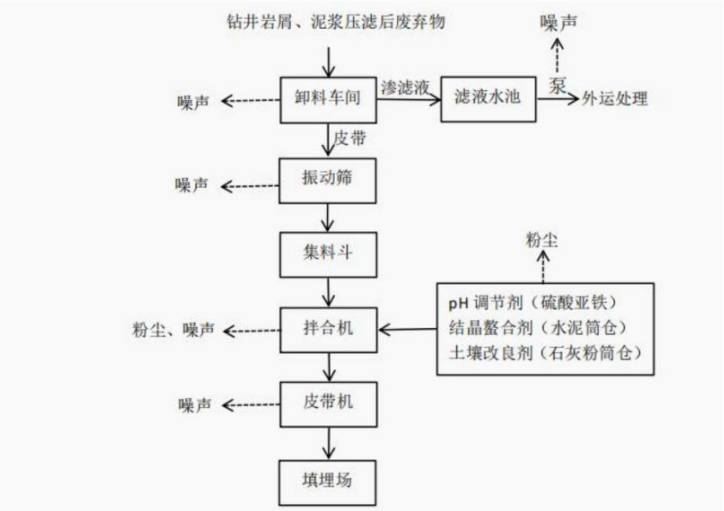 钻井岩屑、泥浆压滤后废弃物
噪声
噪声
卸料车间
渗滤液
滤液水池
泵
外运处理
皮带
噪声
振动筛
集料斗
粉尘
粉尘、噪声
拌合机
pH 调节剂（硫酸亚铁）
结晶螯合剂（水泥筒仓）
土壤改良剂（石灰粉筒仓）
噪声
皮带机
填埋场